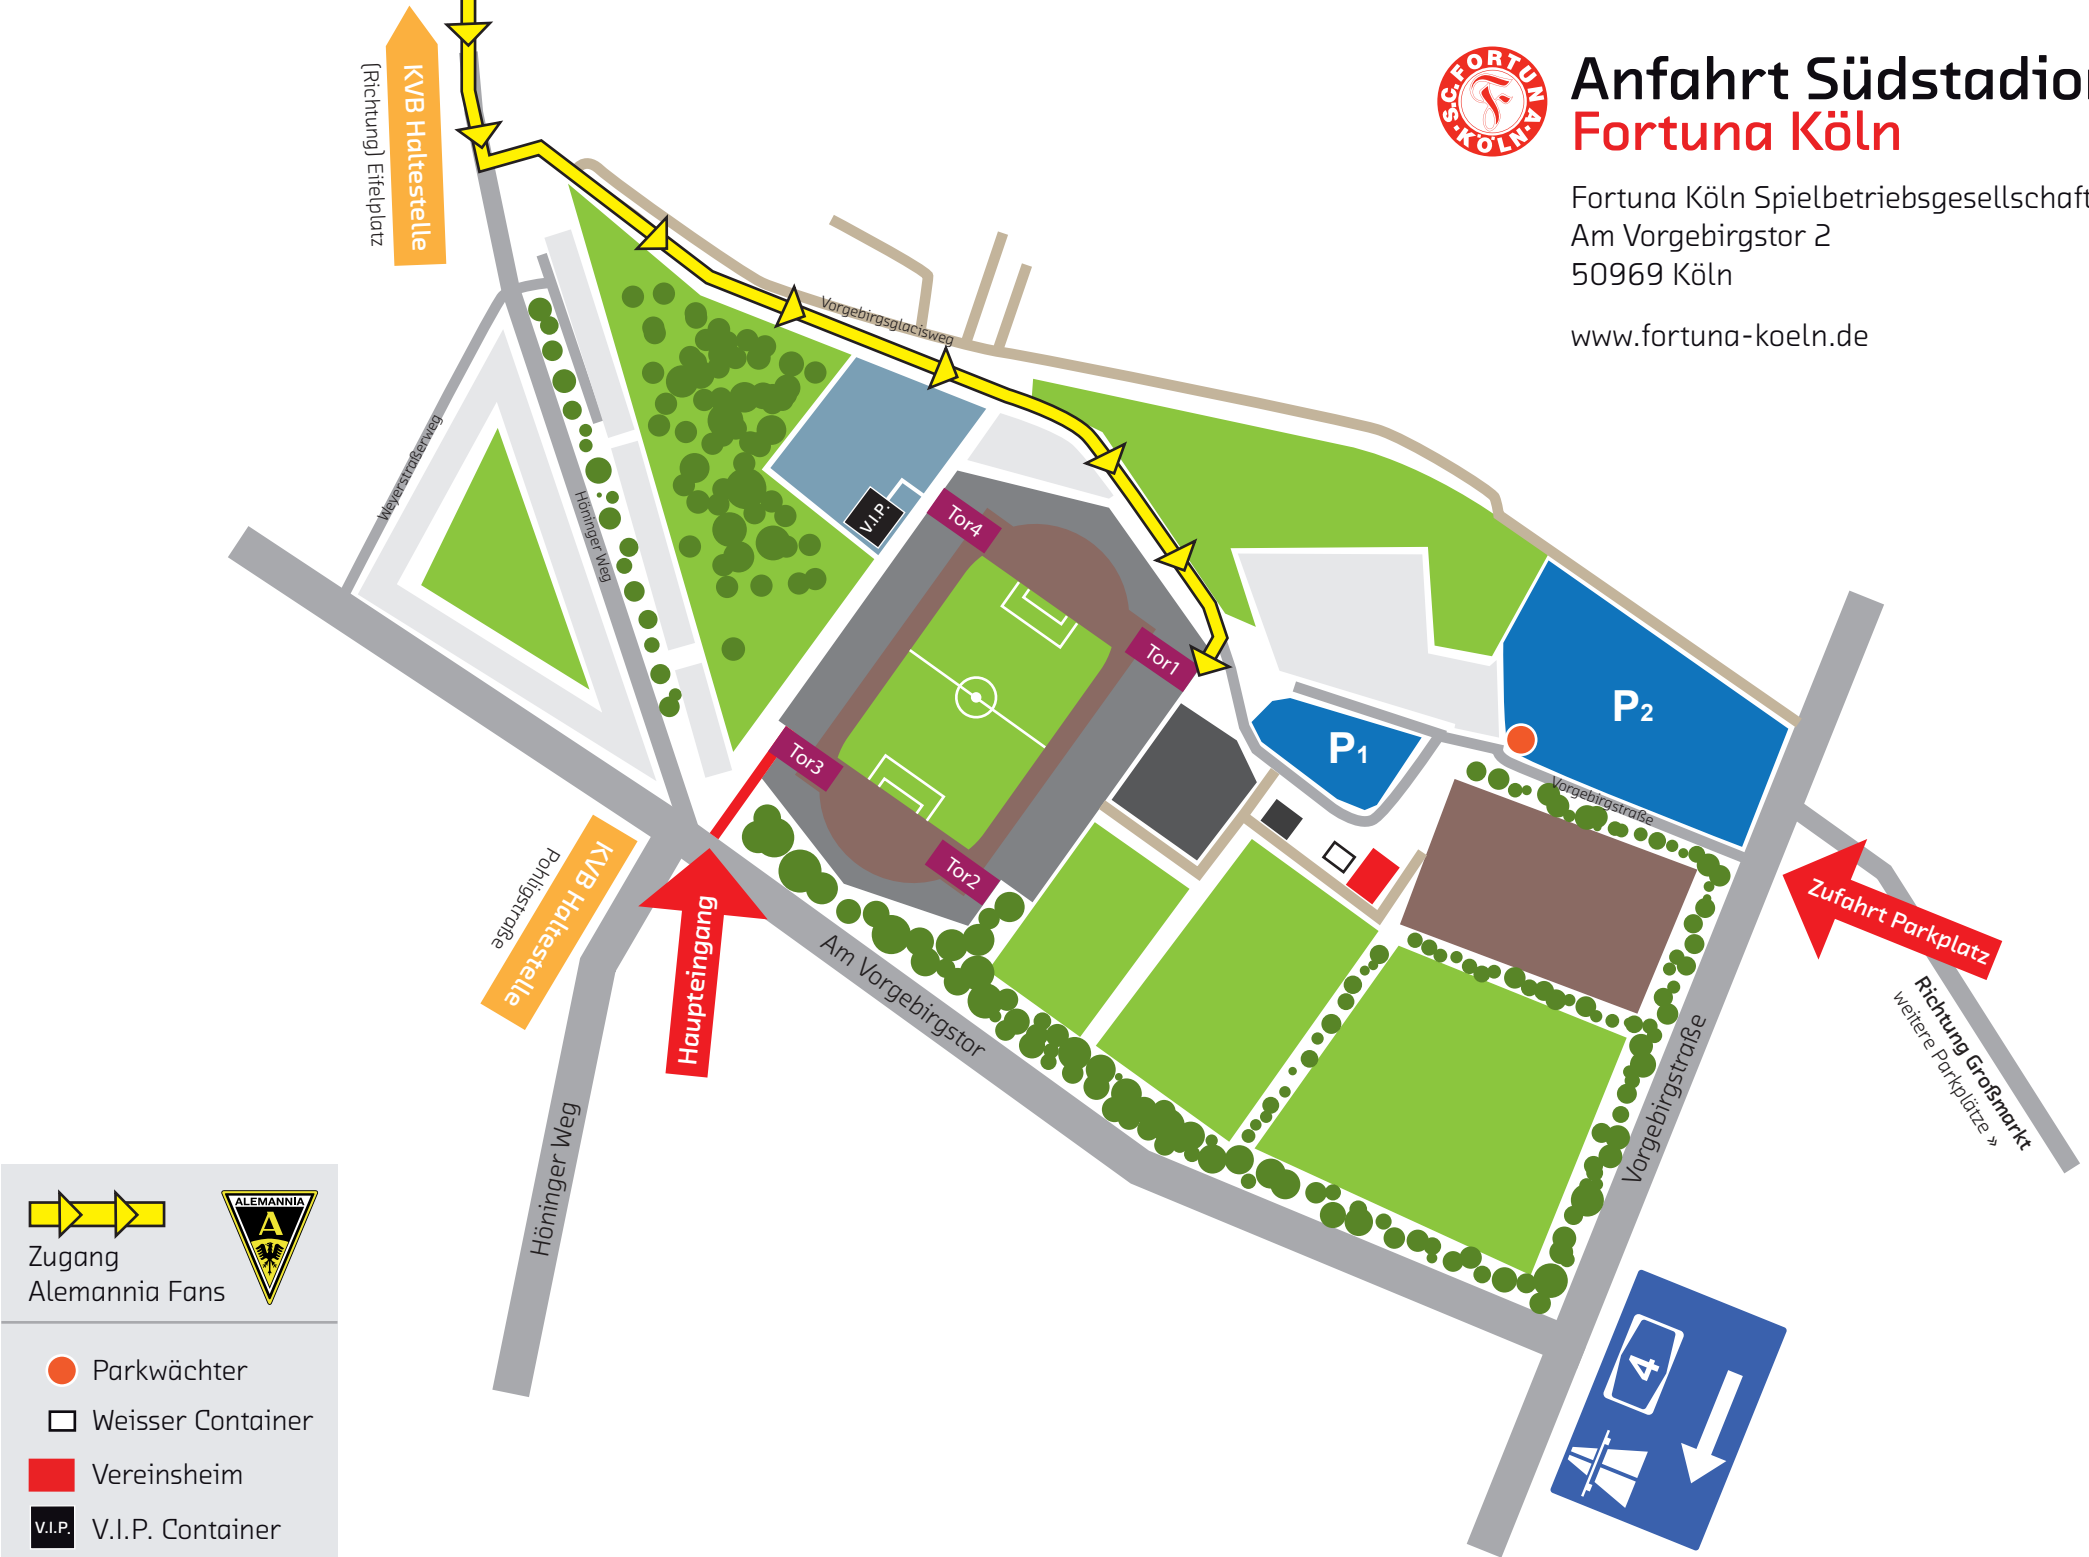 Anfahrt Südstadion
Fortuna Köln
Fortuna Köln Spielbetriebsgesellschaft
Am Vorgebirgstor 2
50969 Köln
www.fortuna-koeln.de
S.C. FORTUNA KÖLN
F
KVB Haltestelle
(Richtung) Eifelplatz
Vorgebirgsglacisweg
Weyerstraßerweg
Höninger Weg
V.I.P.
Tor4
Tor1
Tor3
Tor2
P1
P2
Vorgebirgstraße
Zufahrt Parkplatz
Richtung Großmarkt
weitere Parkplätze »
KVB Haltestelle
Pohligstraße
Haupteingang
Am Vorgebirgstor
Vorgebirgstraße
Höninger Weg
4
ALEMANNIA
A
Zugang
Alemannia Fans
Parkwächter
Weisser Container
Vereinsheim
V.I.P.
V.I.P. Container